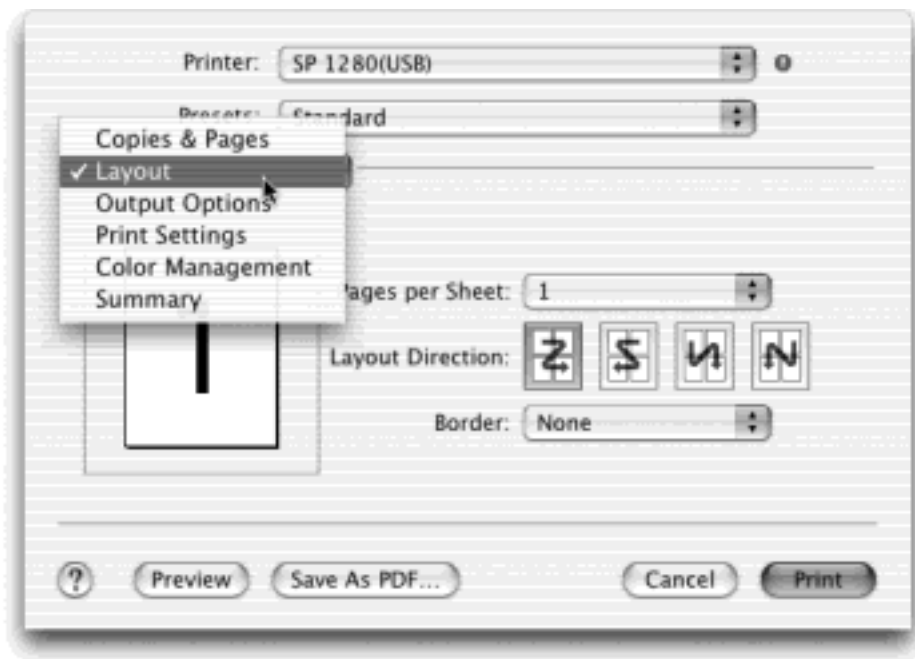 Printer: SP 1280(USB)
Presets: Standard
Copies & Pages
✓ Layout
Output Options
Print Settings
Color Management
Summary
Pages per Sheet: 1
1
Layout Direction:
Border: None
? Preview Save As PDF... Cancel Print